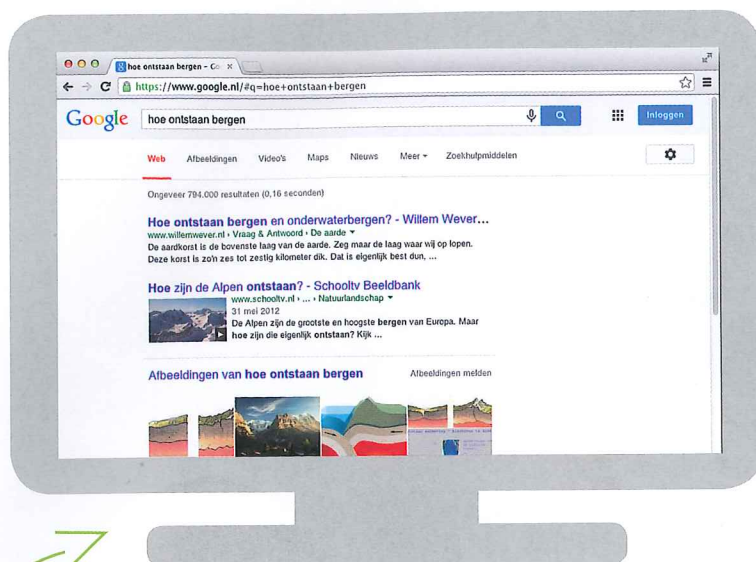 hoe ontstaan bergen - Go
https://www.google.nl/#q=hoe+ontstaan+bergen
Google hoe ontstaan bergen Inloggen
Web Afbeeldingen Video's Maps Nieuws Meer Zoekhulpmiddelen
Ongeveer 794.000 resultaten (0,16 seconden)
Hoe ontstaan bergen en onderwaterbergen? - Willem Wever...
www.willemwever.nl › Vraag & Antwoord › De aarde
De aardkorst is de bovenste laag van de aarde. Zeg maar de laag waar wij op lopen.
Deze korst is zo'n zes tot zestig kilometer dik. Dat is eigenlijk best dun, ...
Hoe zijn de Alpen ontstaan? - Schooltv Beeldbank
www.schooltv.nl › ... › Natuurlandschap
31 mei 2012
De Alpen zijn de grootste en hoogste bergen van Europa. Maar
hoe zijn die eigenlijk ontstaan? Kijk ...
Afbeeldingen van hoe ontstaan bergen Afbeeldingen melden